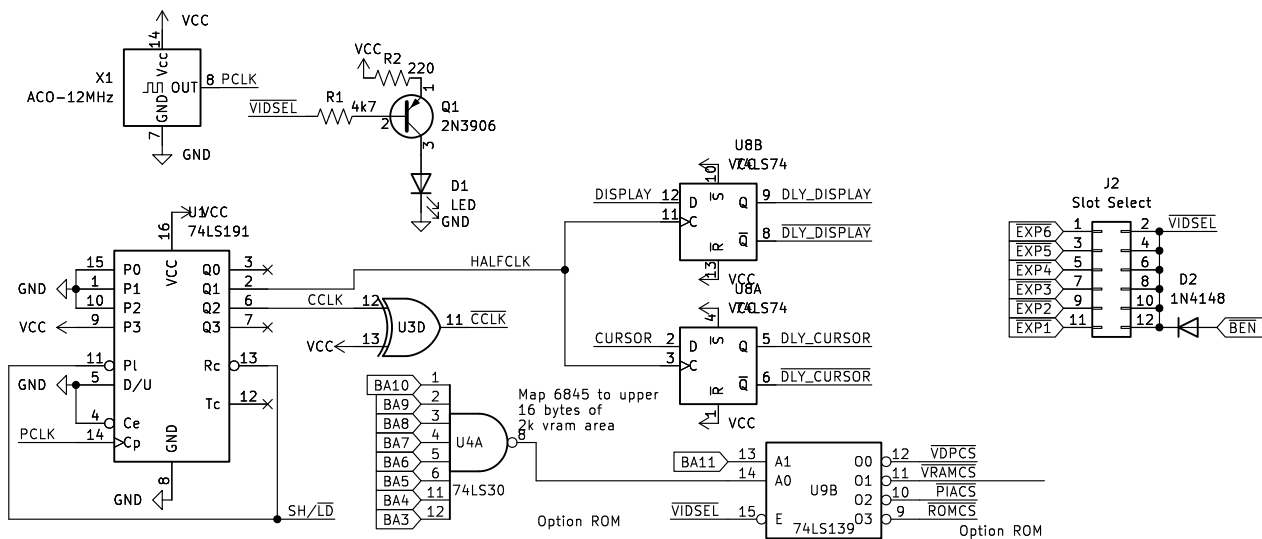 VCC
14
Vcc
X1
ACO-12MHz
OUT
8 PCLK
GND
7
GND
VCC
R2
220
1
R1
4k7
VIDSEL
2
Q1
2N3906
3
D1
LED
GND
U1
VCC
74LS191
16
VCC
15 P0 Q0 3
GND 1 P1 Q1 2
10 P2 Q2 6
VCC 9 P3 Q3 7
11 Pl Rc 13
GND 5 D/U
Tc 12
4 Ce
PCLK 14 Cp
GND
8
GND
SH/LD
HALFCLK
CCLK 12
U3D
11 CCLK
VCC 13
U8B
VCC
74LS74
10
DISPLAY 12 D S Q 9 DLY_DISPLAY
11 C
R Q 8 DLY_DISPLAY
13
VCC
U8A
VCC
74LS74
4
CURSOR 2 D S Q 5 DLY_CURSOR
3 C
R Q 6 DLY_CURSOR
1
VCC
J2
Slot Select
EXP6 1 2 VIDSEL
EXP5 3 4
EXP4 5 6
EXP3 7 8
EXP2 9 10
EXP1 11 12
D2
1N4148
BEN
BA10 1
BA9 2
BA8 3
BA7 4
BA6 5
BA5 6
BA4 11
BA3 12
U4A
8
74LS30
Map 6845 to upper
16 bytes of
2k vram area
BA11 13 A1 O0 12 VDPCS
14 A0 O1 11 VRAMCS
U9B
O2 10 PIACS
VIDSEL 15 E O3 9 ROMCS
74LS139
Option ROM
Option ROM